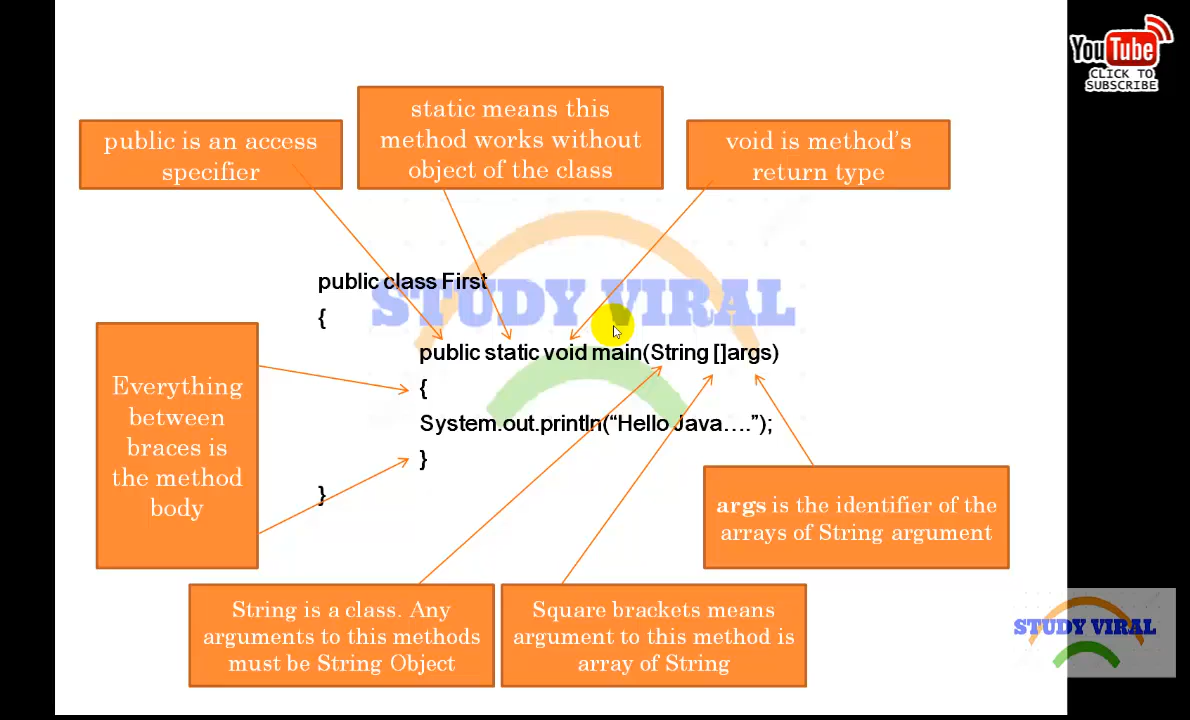 YouTube
CLICK TO
SUBSCRIBE
public is an access
specifier
static means this
method works without
object of the class
void is method's
return type
STUDY VIRAL
public class First
{
public static void main(String []args)
{
System.out.println(“Hello Java….”);
}
}
Everything
between
braces is
the method
body
args is the identifier of the
arrays of String argument
String is a class. Any
arguments to this methods
must be String Object
Square brackets means
argument to this method is
array of String
STUDY VIRAL